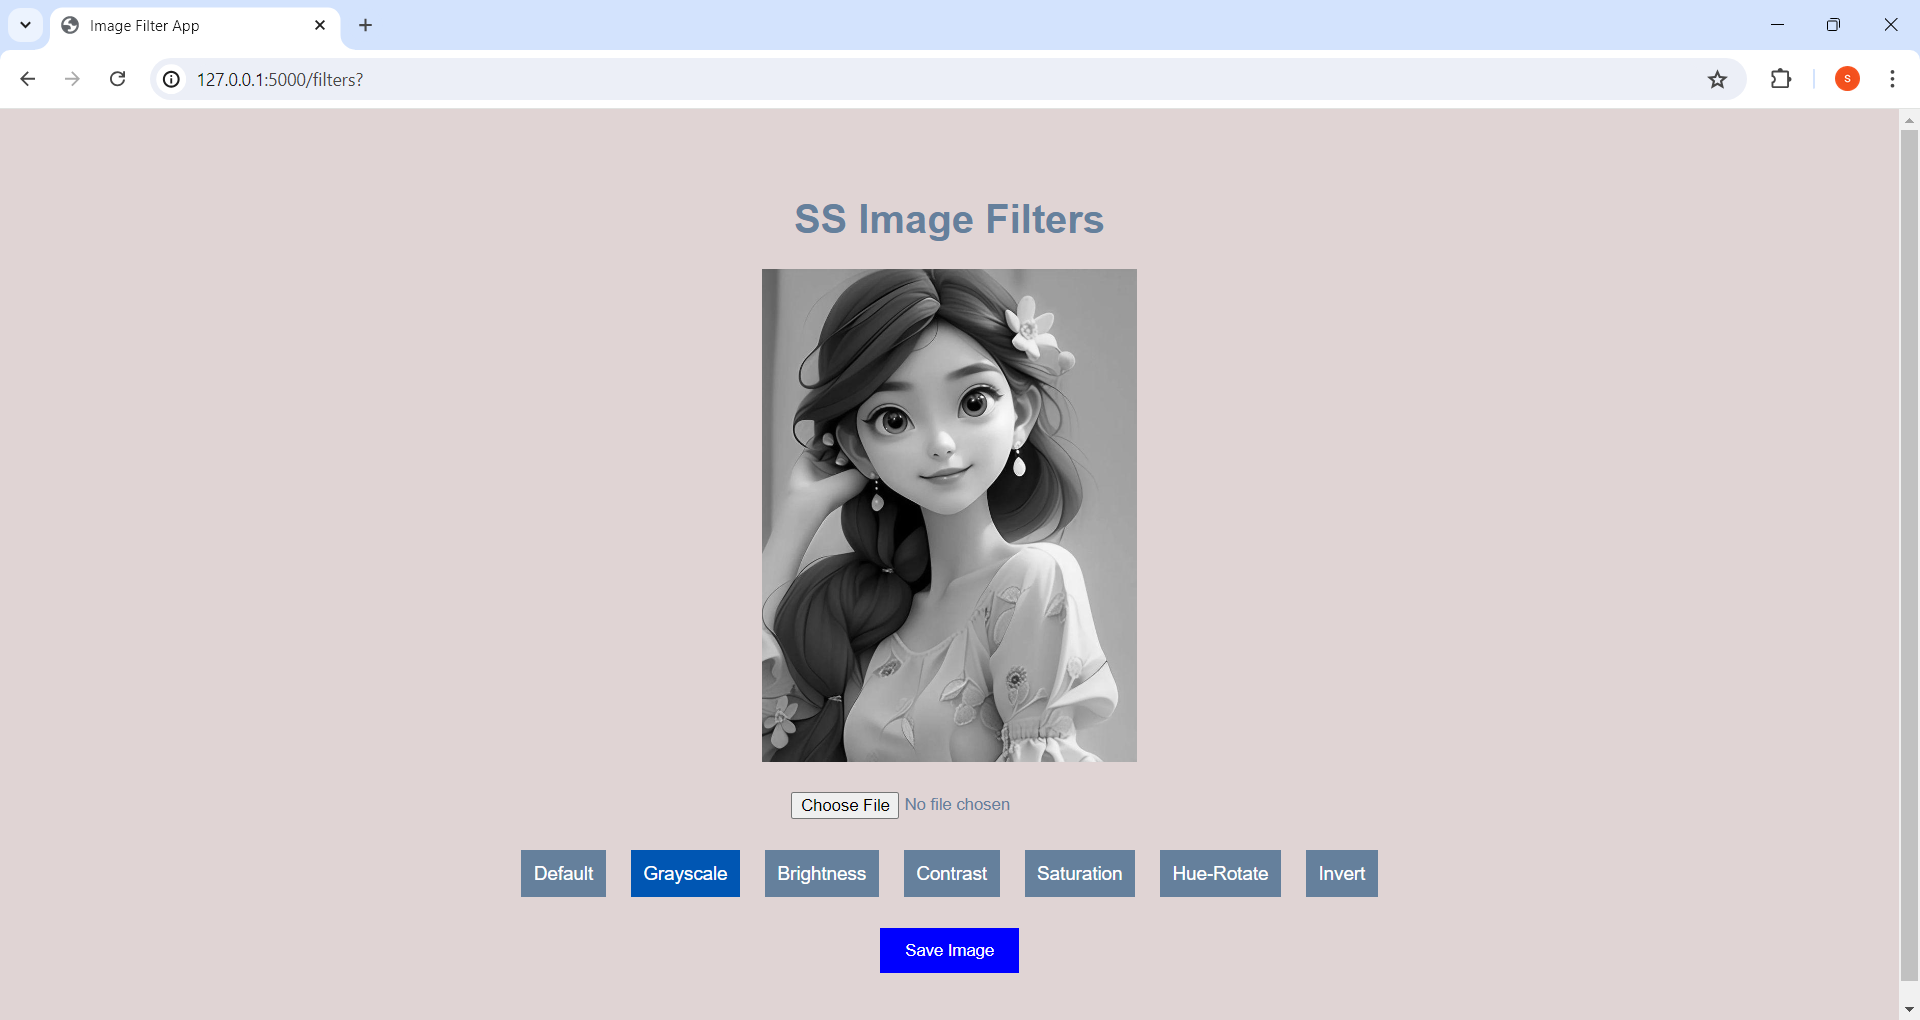 Image Filter App
127.0.0.1:5000/filters?
S
SS Image Filters
Choose File No file chosen
Default Grayscale Brightness Contrast Saturation Hue-Rotate Invert
Save Image